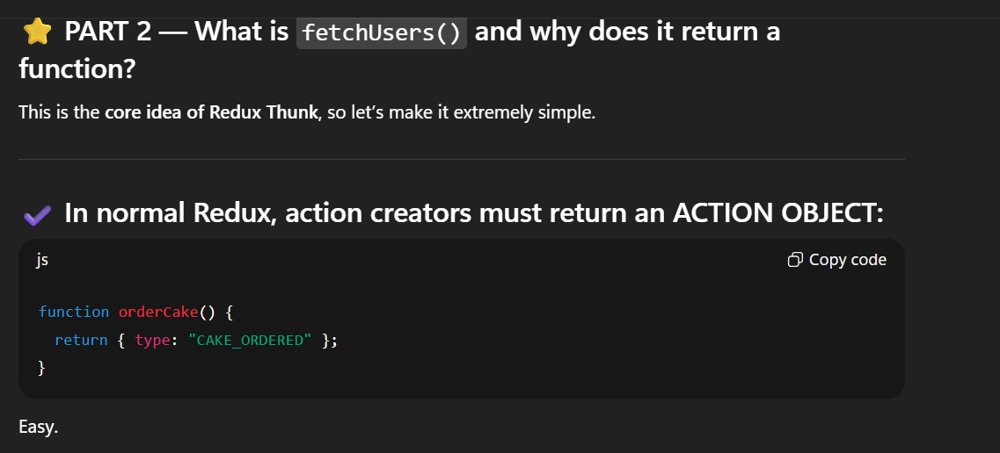 ⭐ PART 2 — What is fetchUsers() and why does it return a
function?
This is the core idea of Redux Thunk, so let’s make it extremely simple.
✔ In normal Redux, action creators must return an ACTION OBJECT:
js
Copy code
function orderCake() {
  return { type: "CAKE_ORDERED" };
}
Easy.